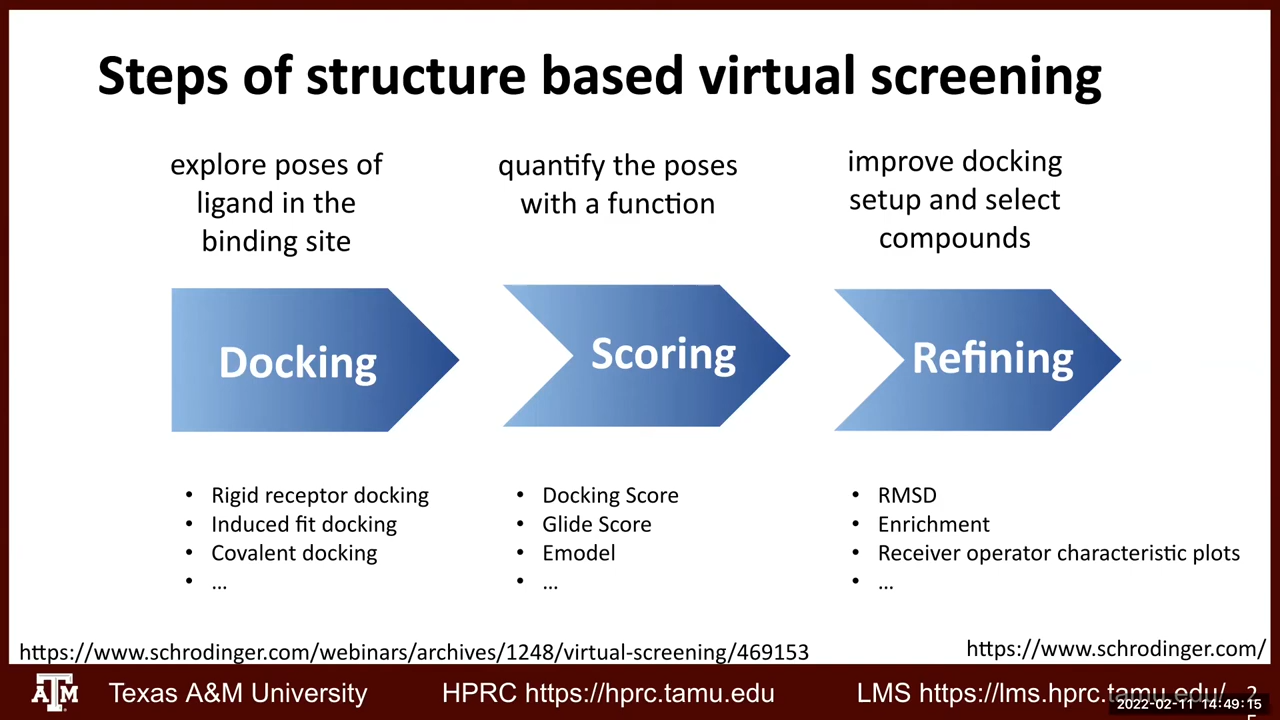 Steps of structure based virtual screening
explore poses of
ligand in the
binding site
quantify the poses
with a function
improve docking
setup and select
compounds
Docking
Scoring
Refining
• Rigid receptor docking
• Induced fit docking
• Covalent docking
• ...
• Docking Score
• Glide Score
• Emodel
• ...
• RMSD
• Enrichment
• Receiver operator characteristic plots
• ...
https://www.schrodinger.com/webinars/archives/1248/virtual-screening/469153
https://www.schrodinger.com/
ATM Texas A&M University
HPRC https://hprc.tamu.edu
LMS https://lms.hprc.tamu.edu/
2
2022-02-11 14:49:15